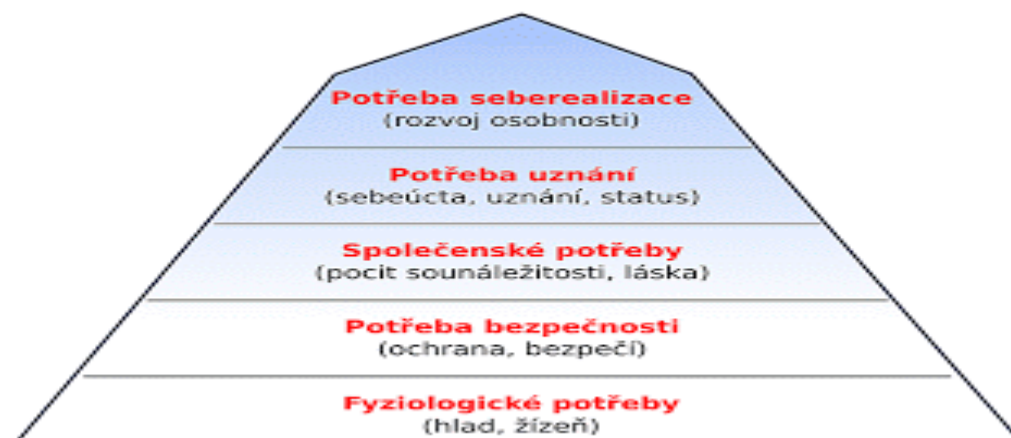 Potřeba seberealizace
(rozvoj osobnosti)
Potřeba uznání
(sebeúcta, uznání, status)
Společenské potřeby
(pocit sounáležitosti, láska)
Potřeba bezpečnosti
(ochrana, bezpečí)
Fyziologické potřeby
(hlad, žízeň)